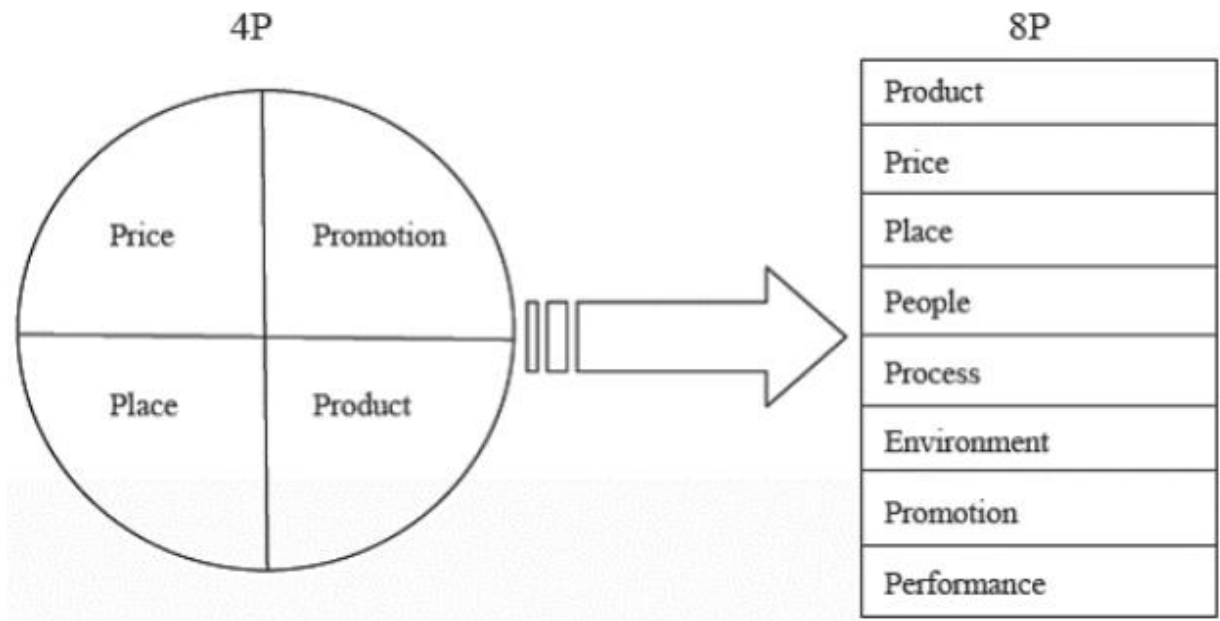 4P
Price
Promotion
Place
Product
8P
Product
Price
Place
People
Process
Environment
Promotion
Performance